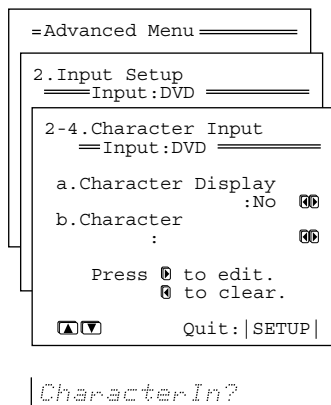 Advanced Menu
2.Input Setup
Input:DVD
2-4.Character Input
Input:DVD
a.Character Display
:No
b.Character
:
Press to edit.
to clear.
Quit:|SETUP|
CharacterIn?